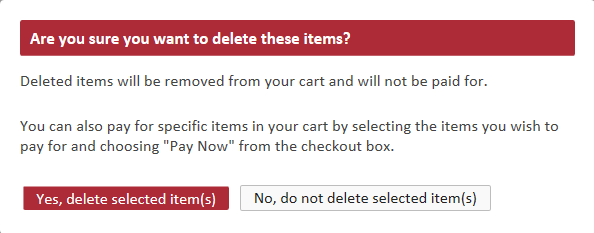 Are you sure you want to delete these items?
Deleted items will be removed from your cart and will not be paid for.
You can also pay for specific items in your cart by selecting the items you wish to
pay for and choosing "Pay Now" from the checkout box.
Yes, delete selected item(s)
No, do not delete selected item(s)